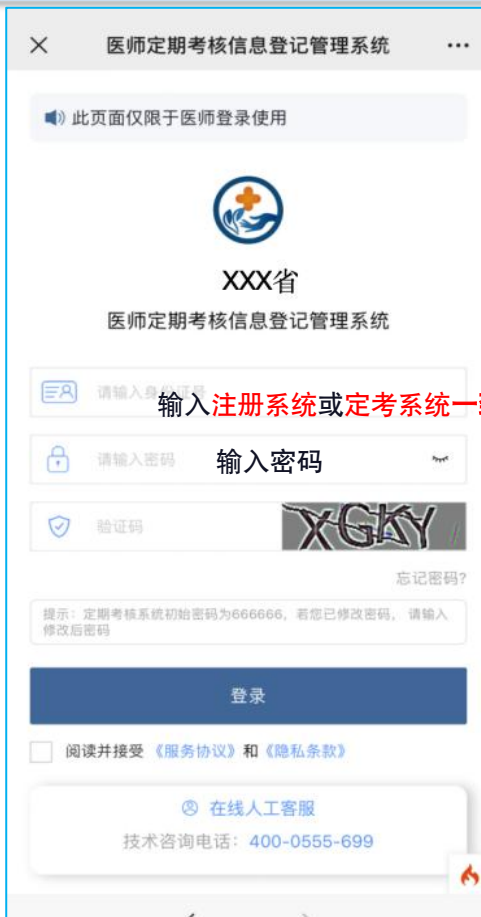 医师定期考核信息登记管理系统
此页面仅限于医师登录使用
XXX省
医师定期考核信息登记管理系统
请输入身份证号
输入注册系统或定考系统一
请输入密码
输入密码
验证码
XGKY
忘记密码?
提示：定期考核系统初始密码为666666，若您已修改密码，请输入
修改后密码
登录
阅读并接受《服务协议》和《隐私条款》
在线人工客服
技术咨询电话：400-0555-699